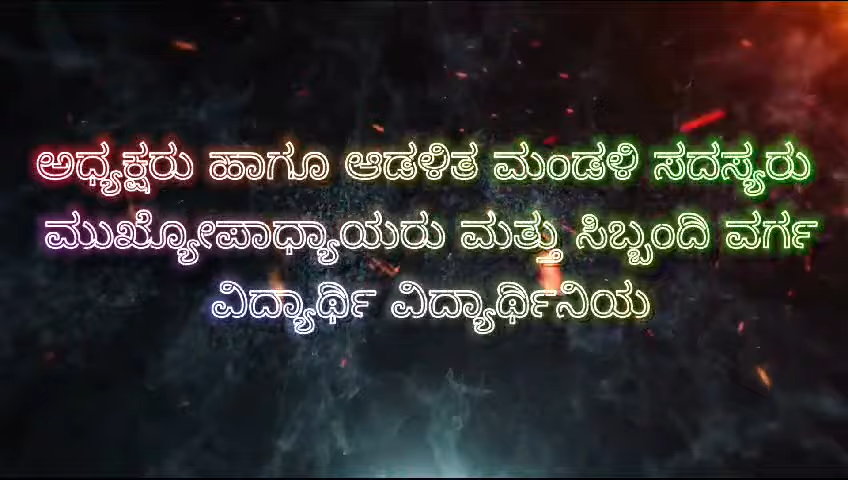 ಅಧ್ಯಕ್ಷರು ಹಾಗೂ ಆಡಳಿತ ಮಂಡಳಿ ಸದಸ್ಯರು
ಮುಖ್ಯೋಪಾಧ್ಯಾಯರು ಮತ್ತು ಸಿಬ್ಬಂದಿ ವರ್ಗ
ವಿದ್ಯಾರ್ಥಿ ವಿದ್ಯಾರ್ಥಿನಿಯ